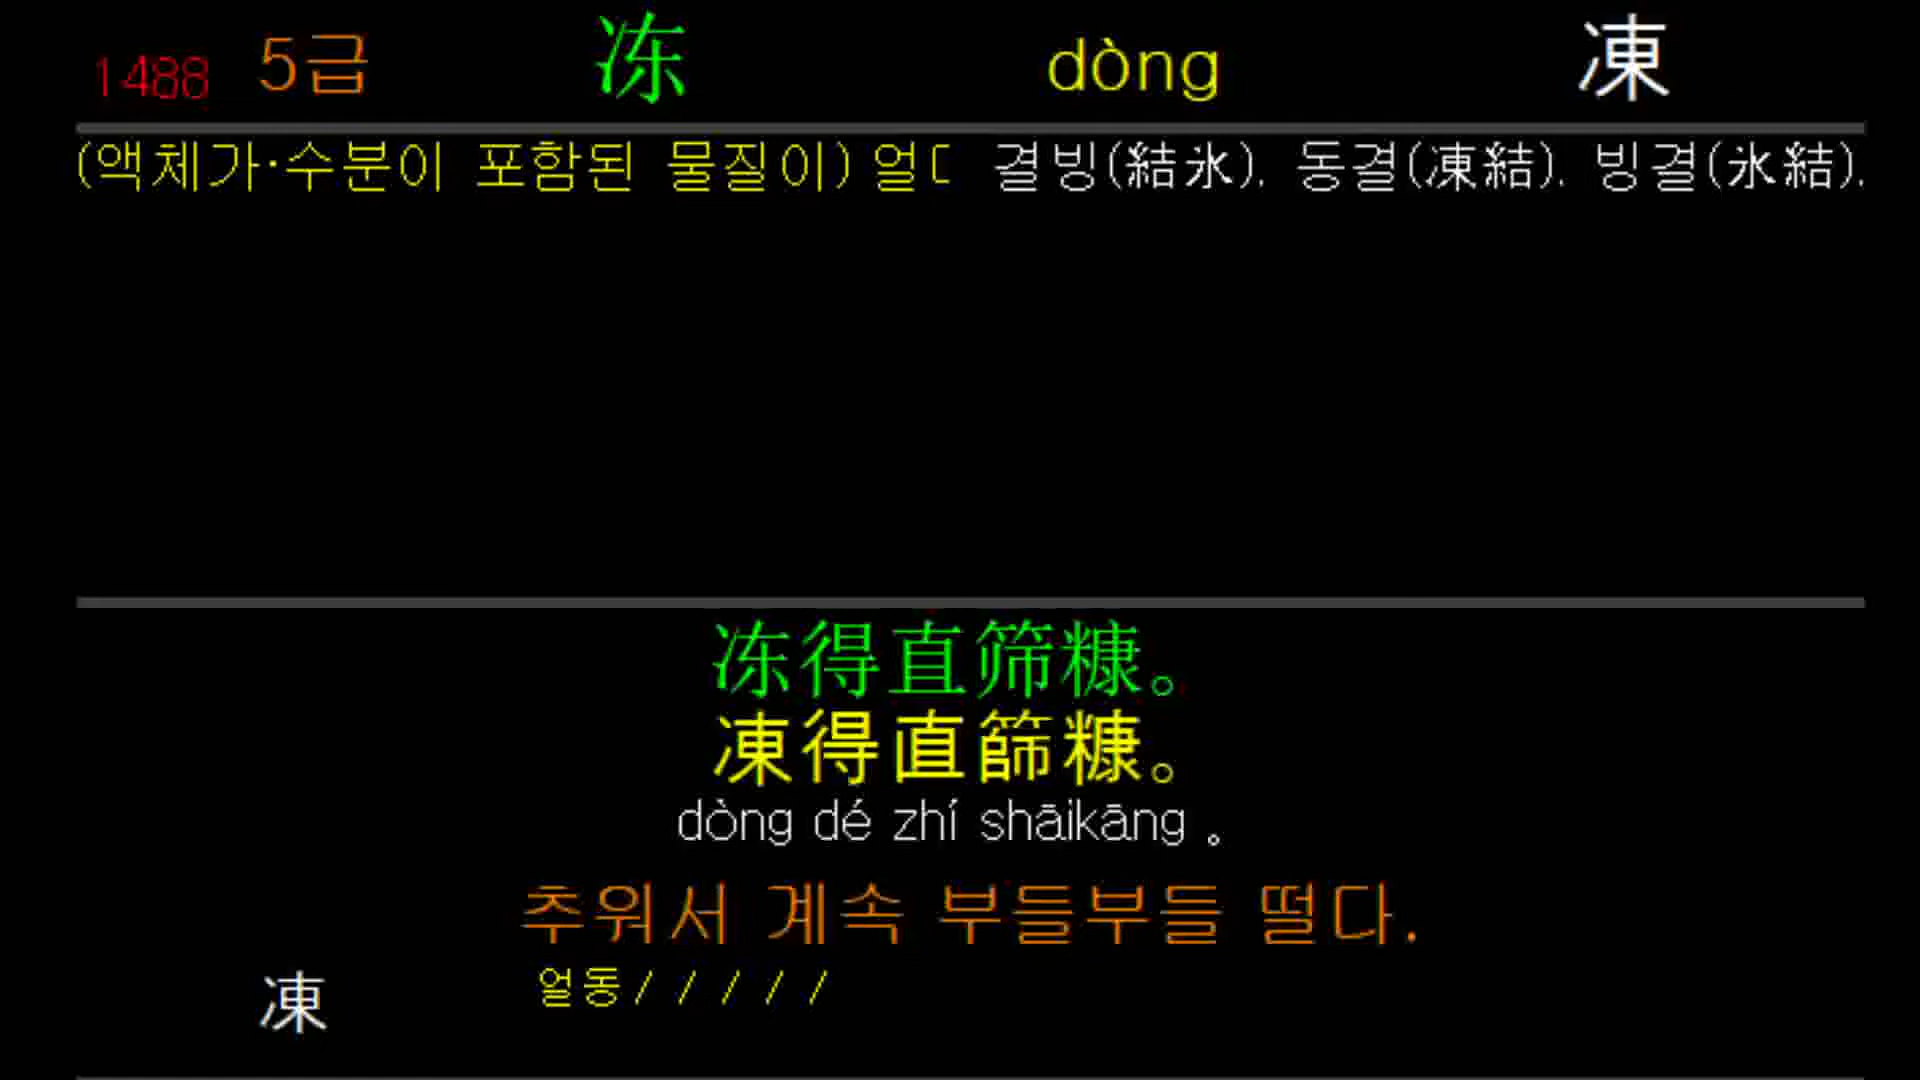 1488 5급 冻 dòng 凍
(액체가·수분이 포함된 물질이) 얼ㄷ 결빙(結氷). 동결(凍結). 빙결(氷結).
冻得直筛糠。
凍得直篩糠。
dòng dé zhí shāikāng 。
추워서 계속 부들부들 떨다.
凍 얼동/ / / / /